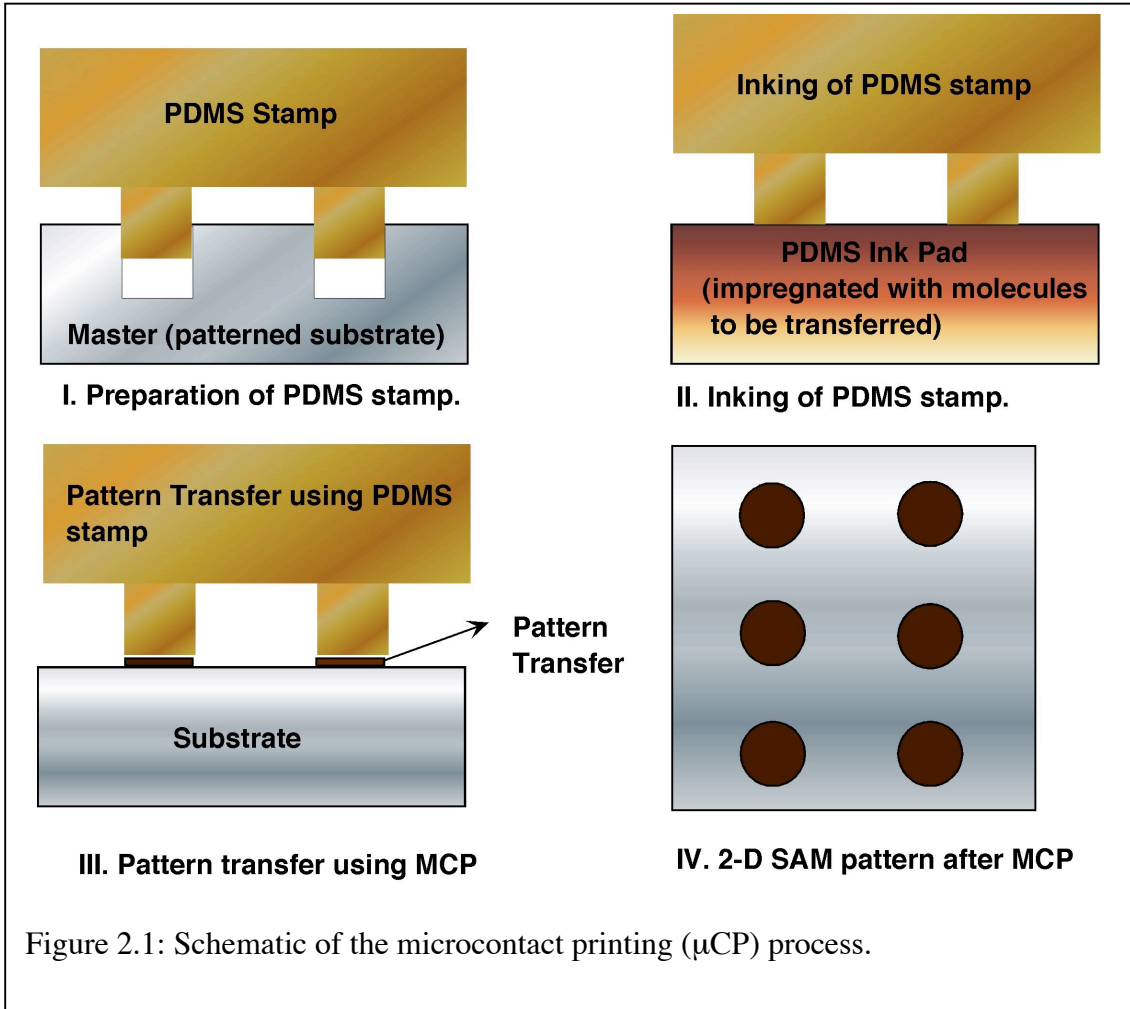 PDMS Stamp
Master (patterned substrate)
I. Preparation of PDMS stamp.
Inking of PDMS stamp
PDMS Ink Pad
(impregnated with molecules
to be transferred)
II. Inking of PDMS stamp.
Pattern Transfer using PDMS
stamp
Pattern
Transfer
Substrate
III. Pattern transfer using MCP
IV. 2-D SAM pattern after MCP
Figure 2.1: Schematic of the microcontact printing (μCP) process.